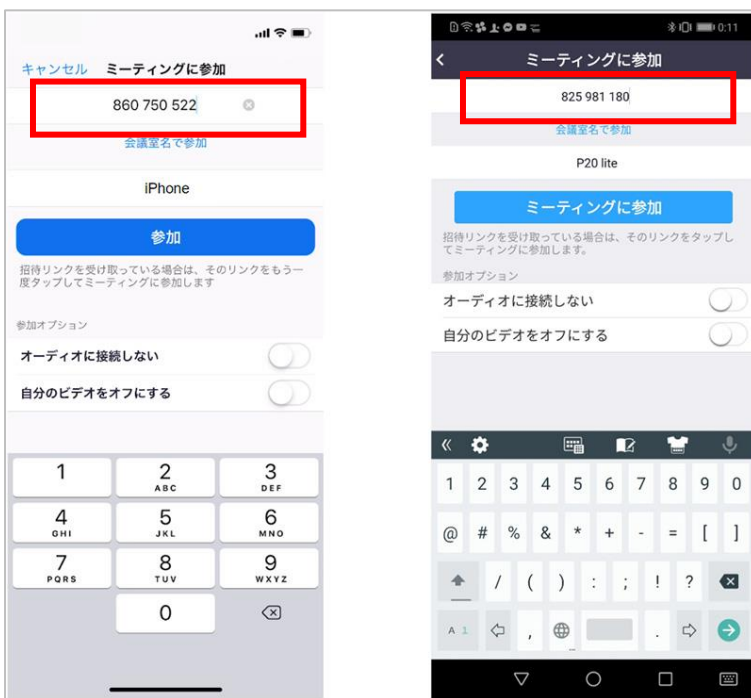 キャンセル ミーティングに参加
860 750 522
会議室名で参加
iPhone
参加
招待リンクを受け取っている場合は、そのリンクをもう一
度タップしてミーティングに参加します
参加オプション
オーディオに接続しない
自分のビデオをオフにする
1 2 3
ABC DEF
4 5 6
GHI JKL MNO
7 8 9
PQRS TUV WXYZ
0
0:11
ミーティングに参加
825 981 180
会議室名で参加
P20 lite
ミーティングに参加
招待リンクを受け取っている場合は、そのリンクをタップし
てミーティングに参加します。
参加オプション
オーディオに接続しない
自分のビデオをオフにする
1 2 3 4 5 6 7 8 9 0
@ # % & * + - = [ ]
/ ( ) : ; ! ?
A 1 , .